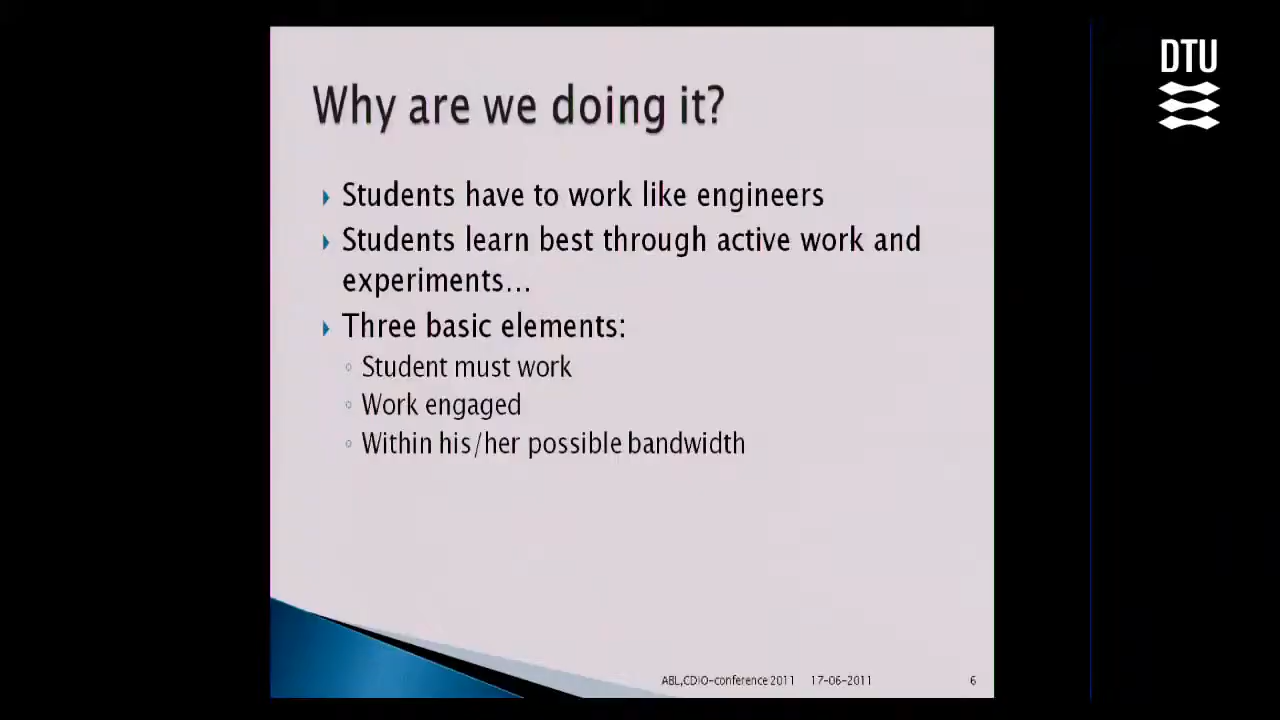 DTU
Why are we doing it?
Students have to work like engineers
Students learn best through active work and
experiments...
Three basic elements:
Student must work
Work engaged
Within his/her possible bandwidth
ABL,CDIO-conference 2011 17-06-2011 6